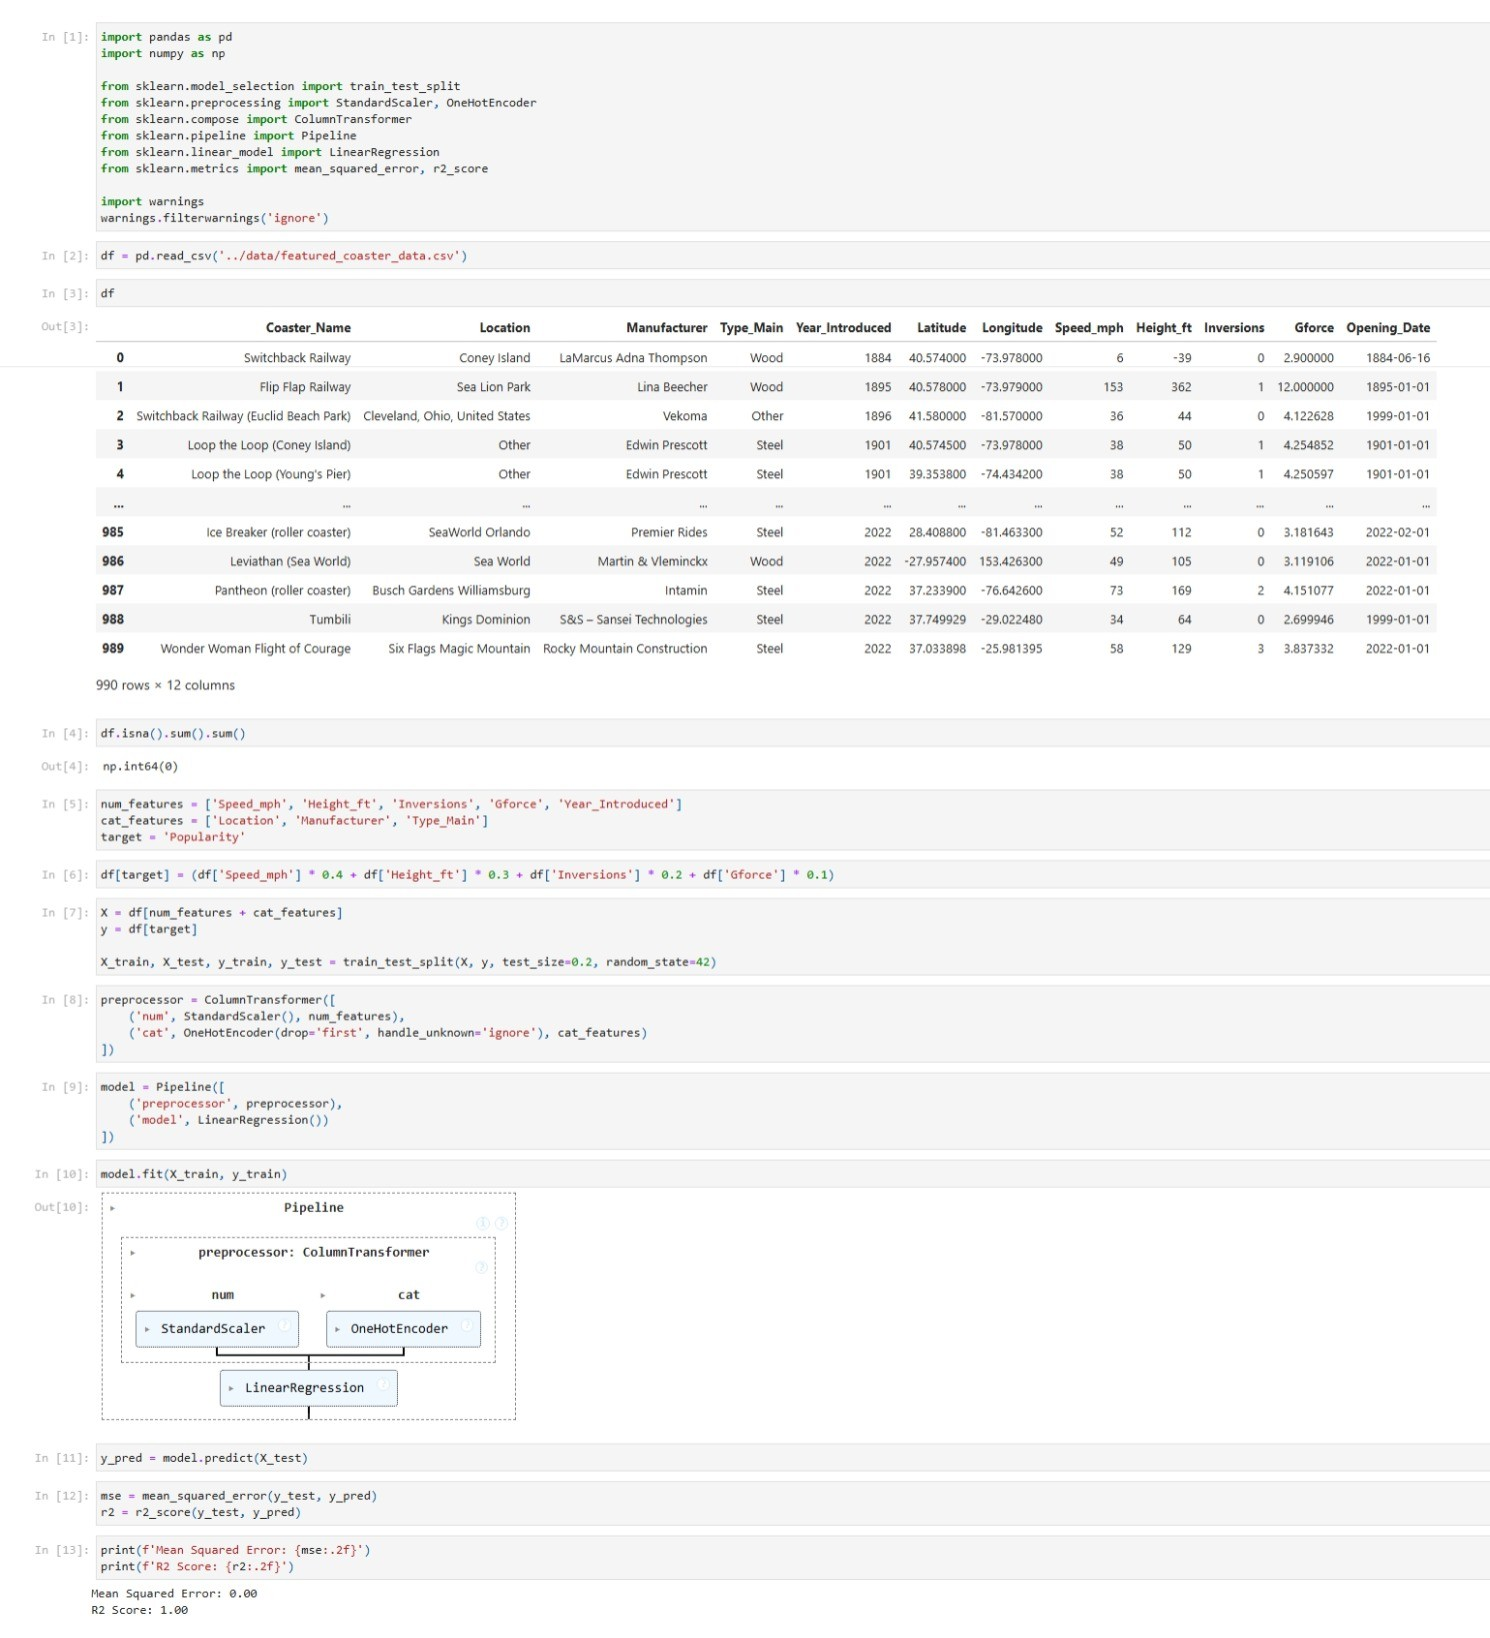 In [1]: import pandas as pd
import numpy as np
from sklearn.model_selection import train_test_split
from sklearn.preprocessing import StandardScaler, OneHotEncoder
from sklearn.compose import ColumnTransformer
from sklearn.pipeline import Pipeline
from sklearn.linear_model import LinearRegression
from sklearn.metrics import mean_squared_error, r2_score
import warnings
warnings.filterwarnings('ignore')
In [2]: df = pd.read_csv('../data/featured_coaster_data.csv')
In [3]: df
Out[3]: Coaster_Name Location Manufacturer Type_Main Year_Introduced Latitude Longitude Speed_mph Height_ft Inversions Gforce Opening_Date
0 Switchback Railway Coney Island LaMarcus Adna Thompson Wood 1884 40.574000 -73.978000 6 -39 0 2.900000 1884-06-16
1 Flip Flap Railway Sea Lion Park Lina Beecher Wood 1895 40.578000 -73.979000 153 362 1 12.000000 1895-01-01
2 Switchback Railway (Euclid Beach Park) Cleveland, Ohio, United States Vekoma Other 1896 41.580000 -81.570000 36 44 0 4.122628 1999-01-01
3 Loop the Loop (Coney Island) Other Edwin Prescott Steel 1901 40.574500 -73.978000 38 50 1 4.254852 1901-01-01
4 Loop the Loop (Young's Pier) Other Edwin Prescott Steel 1901 39.353800 -74.434200 38 50 1 4.250597 1901-01-01
... ... ... ... ... ... ... ... ... ... ... ... ...
985 Ice Breaker (roller coaster) SeaWorld Orlando Premier Rides Steel 2022 28.408800 -81.463300 52 112 0 3.181643 2022-02-01
986 Leviathan (Sea World) Sea World Martin & Vleminckx Wood 2022 -27.957400 153.426300 49 105 0 3.119106 2022-01-01
987 Pantheon (roller coaster) Busch Gardens Williamsburg Intamin Steel 2022 37.233900 -76.642600 73 169 2 4.151077 2022-01-01
988 Tumbili Kings Dominion S&S – Sansei Technologies Steel 2022 37.749929 -29.022480 34 64 0 2.699946 1999-01-01
989 Wonder Woman Flight of Courage Six Flags Magic Mountain Rocky Mountain Construction Steel 2022 37.033898 -25.981395 58 129 3 3.837332 2022-01-01
990 rows × 12 columns
In [4]: df.isna().sum().sum()
Out[4]: np.int64(0)
In [5]: num_features = ['Speed_mph', 'Height_ft', 'Inversions', 'Gforce', 'Year_Introduced']
cat_features = ['Location', 'Manufacturer', 'Type_Main']
target = 'Popularity'
In [6]: df[target] = (df['Speed_mph'] * 0.4 + df['Height_ft'] * 0.3 + df['Inversions'] * 0.2 + df['Gforce'] * 0.1)
In [7]: X = df[num_features + cat_features]
y = df[target]
X_train, X_test, y_train, y_test = train_test_split(X, y, test_size=0.2, random_state=42)
In [8]: preprocessor = ColumnTransformer([
('num', StandardScaler(), num_features),
('cat', OneHotEncoder(drop='first', handle_unknown='ignore'), cat_features)
])
In [9]: model = Pipeline([
('preprocessor', preprocessor),
('model', LinearRegression())
])
In [10]: model.fit(X_train, y_train)
Out[10]: Pipeline
i ?
preprocessor: ColumnTransformer
?
num cat
StandardScaler ? OneHotEncoder ?
LinearRegression ?
In [11]: y_pred = model.predict(X_test)
In [12]: mse = mean_squared_error(y_test, y_pred)
r2 = r2_score(y_test, y_pred)
In [13]: print(f'Mean Squared Error: {mse:.2f}')
print(f'R2 Score: {r2:.2f}')
Mean Squared Error: 0.00
R2 Score: 1.00